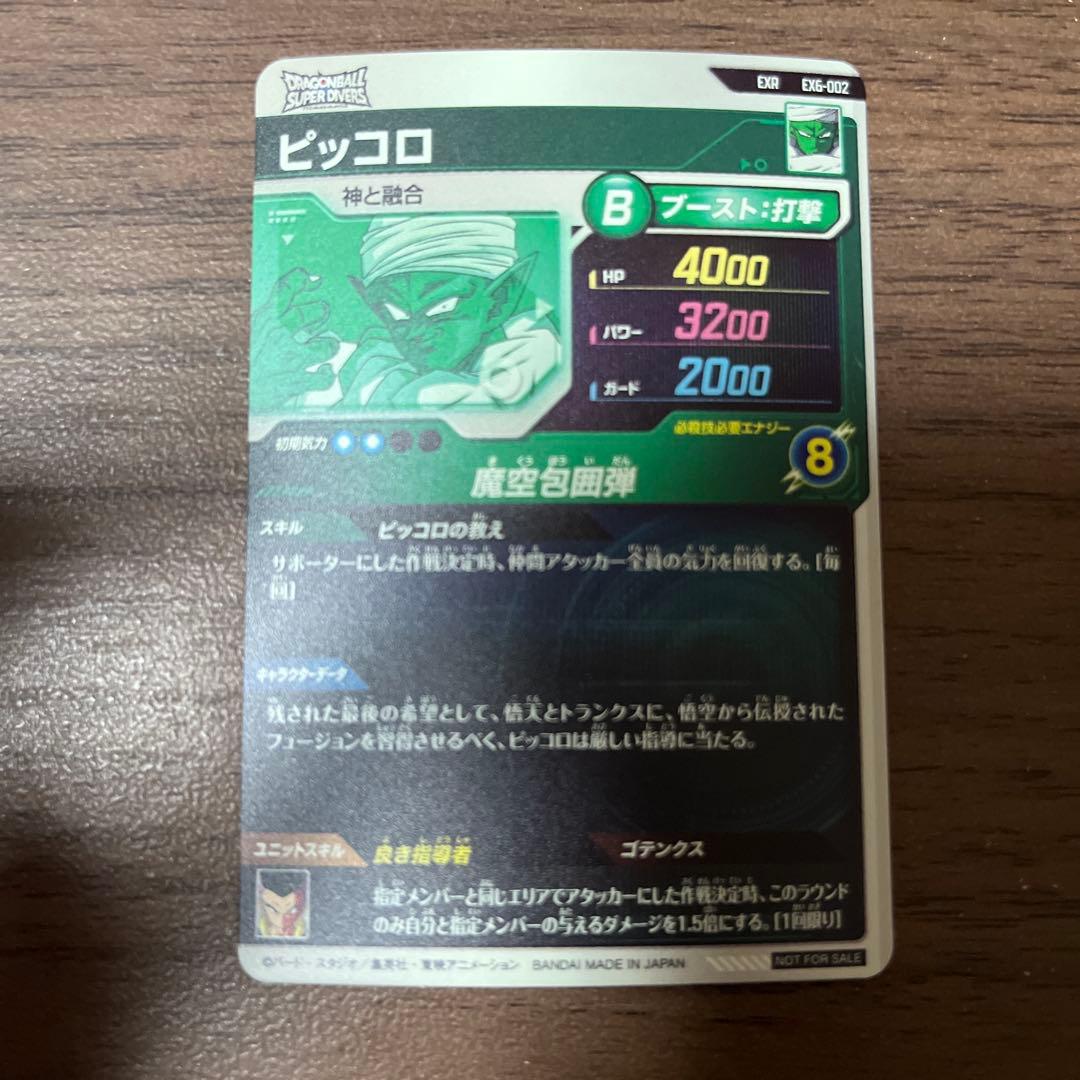 DRAGONBALL
SUPER DIVERS
EXR EX6-002
ピッコロ
神と融合
B ブースト:打撃
HP 4000
パワー 3200
ガード 2000
初期気力
必殺技必要エナジー
8
ま くう ほう い だん
魔空包囲弾
スキル ピッコロの教え
サポーターにした作戦決定時、仲間アタッカー全員の気力を回復する。[毎
回]
キャラクターデータ
残された最後の希望として、悟天とトランクスに、悟空から伝授された
フュージョンを習得させるべく、ピッコロは厳しい指導に当たる。
ユニットスキル 良き指導者 ゴテンクス
指定メンバーと同じエリアでアタッカーにした作戦決定時、このラウンド
のみ自分と指定メンバーの与えるダメージを1.5倍にする。[1回限り]
©バード・スタジオ/集英社・東映アニメーション BANDAI MADE IN JAPAN
NOT FOR SALE